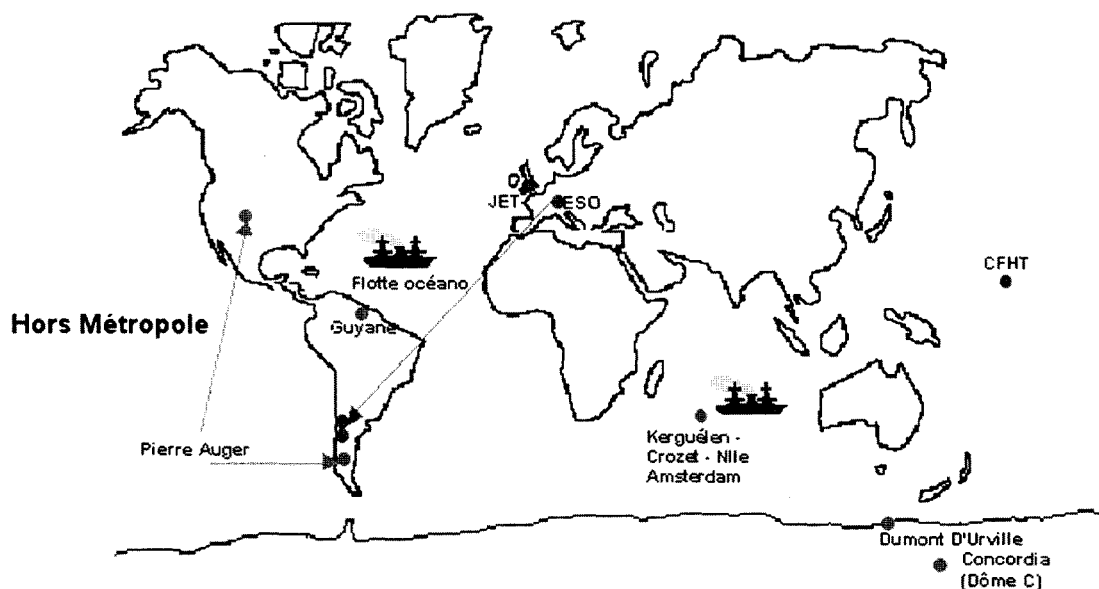 JET
ESO
CFHT
Flotte océano
Hors Métropole
Guyane
Pierre Auger
Kerguélen -
Crozet - Nlle
Amsterdam
Dumont D'Urville
Concordia
(Dôme C)